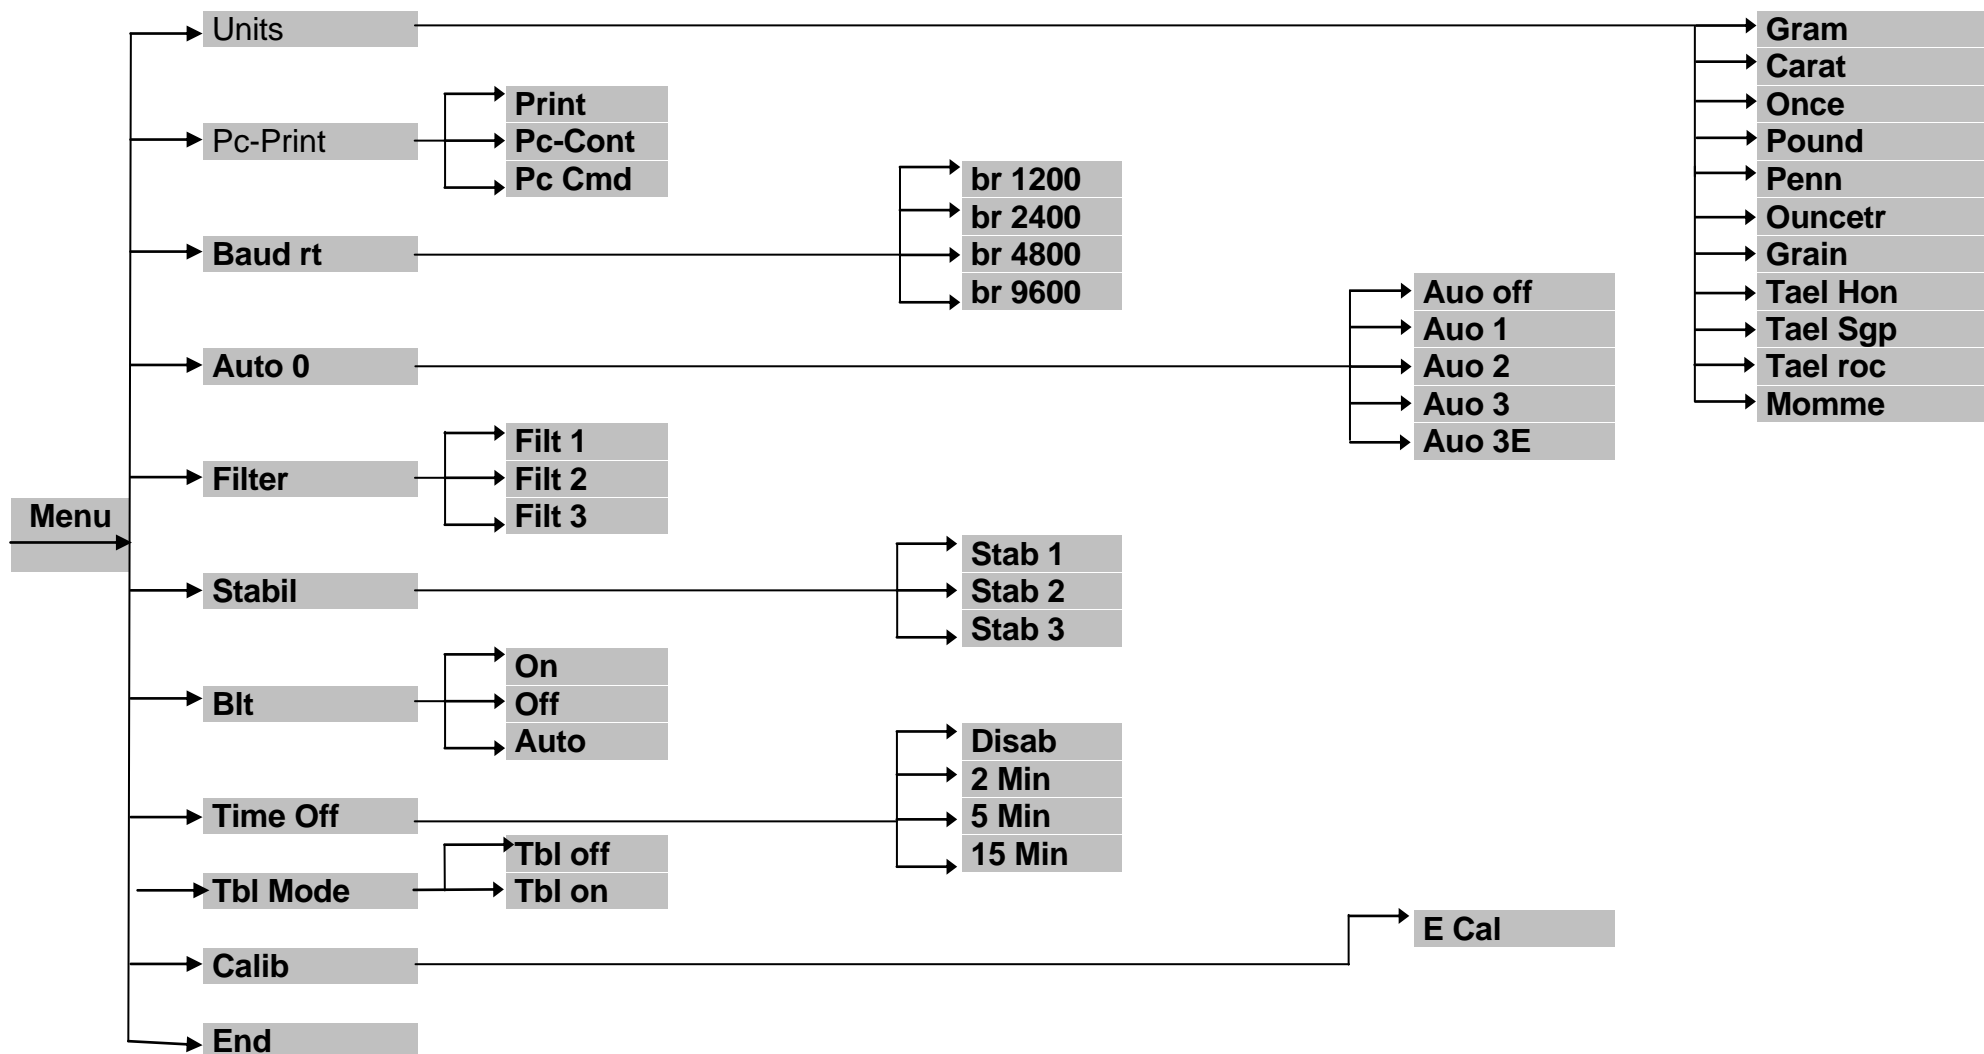 Menu
Units
Gram
Carat
Once
Pound
Penn
Ouncetr
Grain
Tael Hon
Tael Sgp
Tael roc
Momme
Pc-Print
Print
Pc-Cont
Pc Cmd
Baud rt
br 1200
br 2400
br 4800
br 9600
Auto 0
Auo off
Auo 1
Auo 2
Auo 3
Auo 3E
Filter
Filt 1
Filt 2
Filt 3
Stabil
Stab 1
Stab 2
Stab 3
Blt
On
Off
Auto
Time Off
Disab
2 Min
5 Min
15 Min
Tbl Mode
Tbl off
Tbl on
Calib
E Cal
End